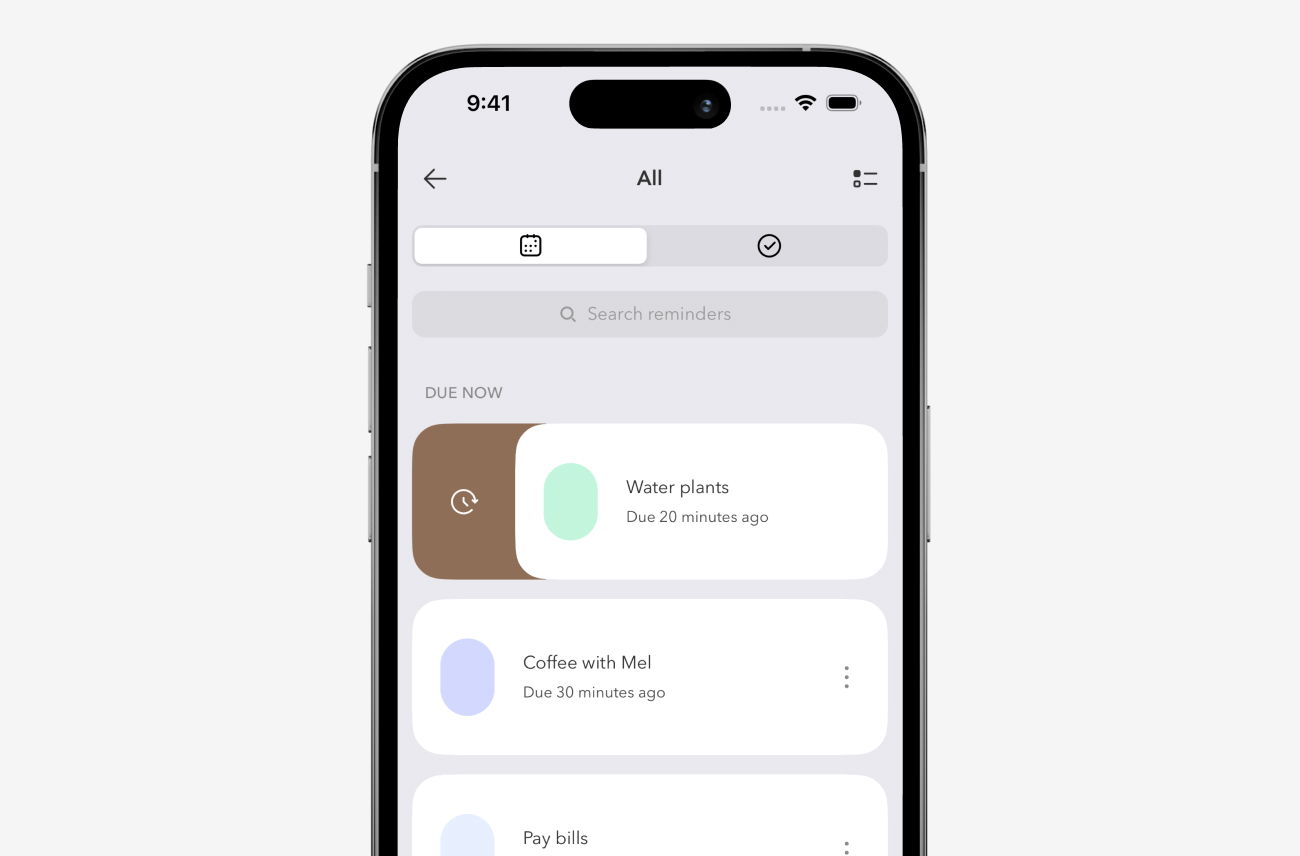 9:41
All
Search reminders
DUE NOW
Water plants
Due 20 minutes ago
Coffee with Mel
Due 30 minutes ago
Pay bills